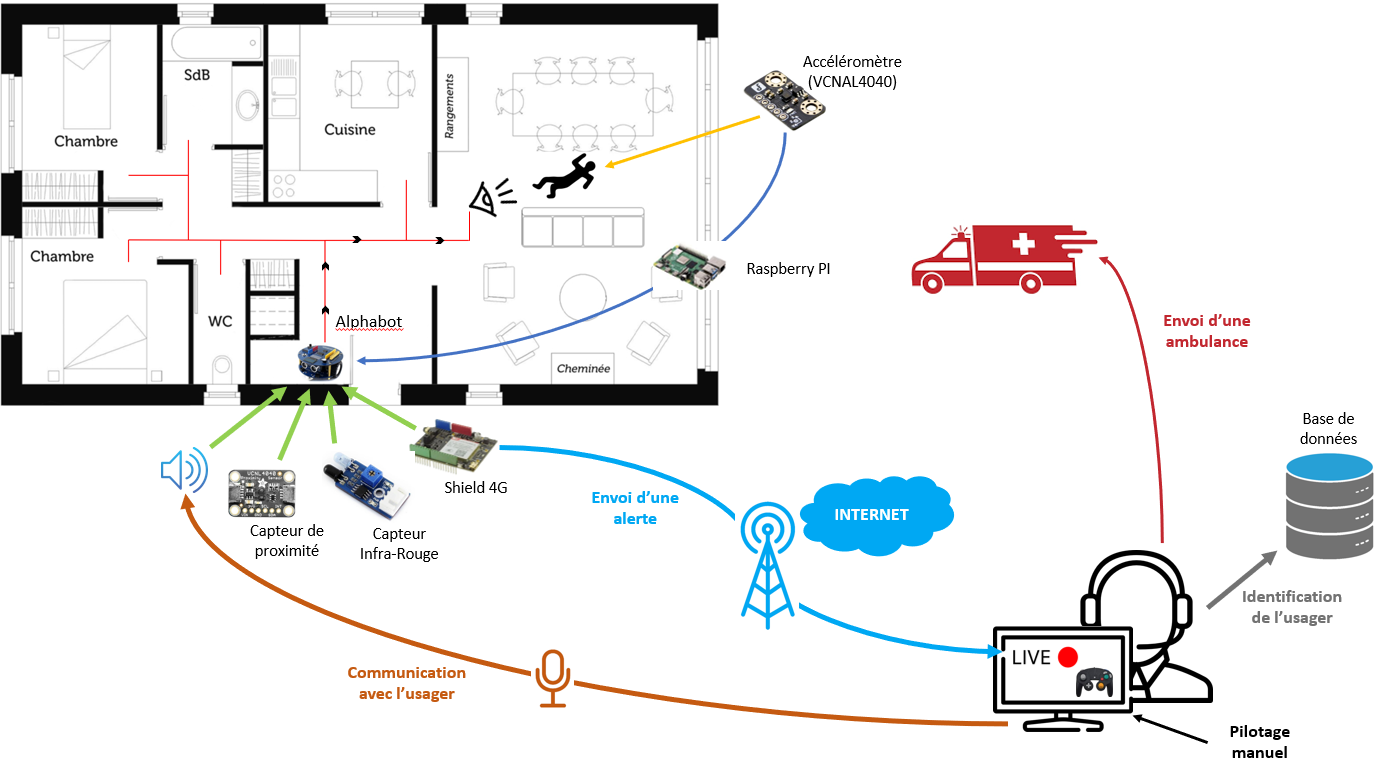 Chambre
SdB
Cuisine
Rangements
Accéléromètre
(VCNAL4040)
Chambre
WC
Alphabot
Cheminée
Raspberry PI
Envoi d’une
ambulance
Base de
données
VCNL4040
Capteur de
proximité
Capteur
Infra-Rouge
Shield 4G
Envoi d’une
alerte
INTERNET
Identification
de l’usager
LIVE
Communication
avec l’usager
Pilotage
manuel